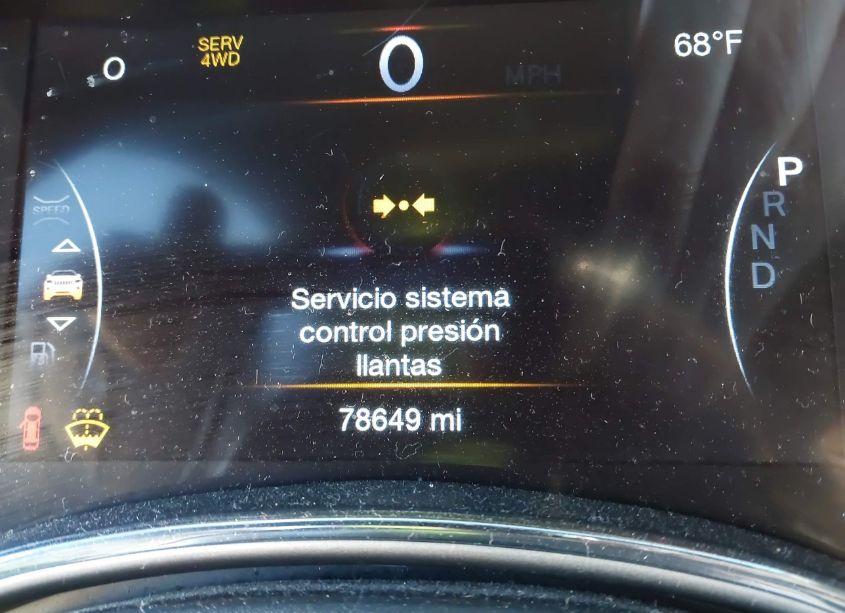 SERV
4WD
0
0
MPH
68°F
P
R
N
D
SPEED
Servicio sistema
control presión
llantas
78649 mi